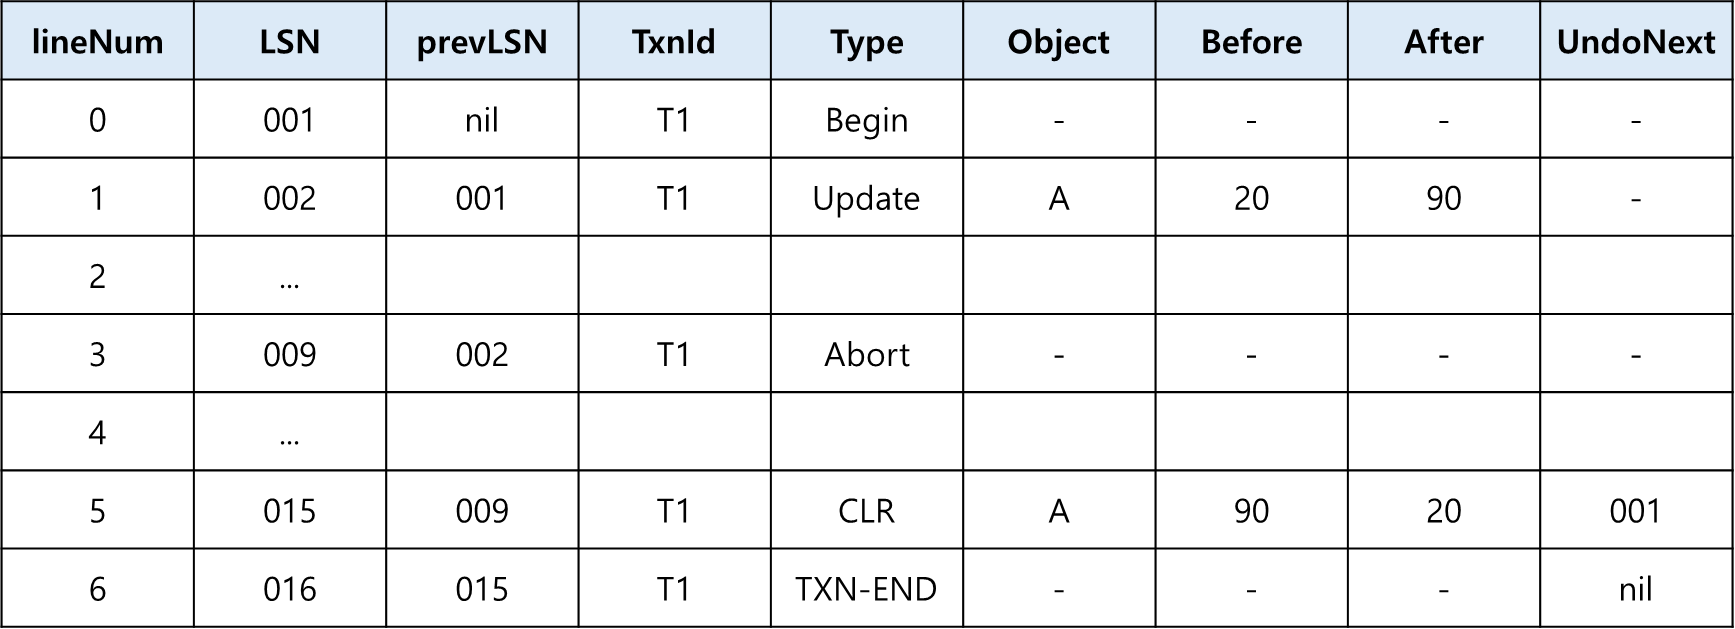 lineNum LSN prevLSN TxnId Type Object Before After UndoNext
0 001 nil T1 Begin - - - -
1 002 001 T1 Update A 20 90 -
2 ...
3 009 002 T1 Abort - - - -
4 ...
5 015 009 T1 CLR A 90 20 001
6 016 015 T1 TXN-END - - - nil